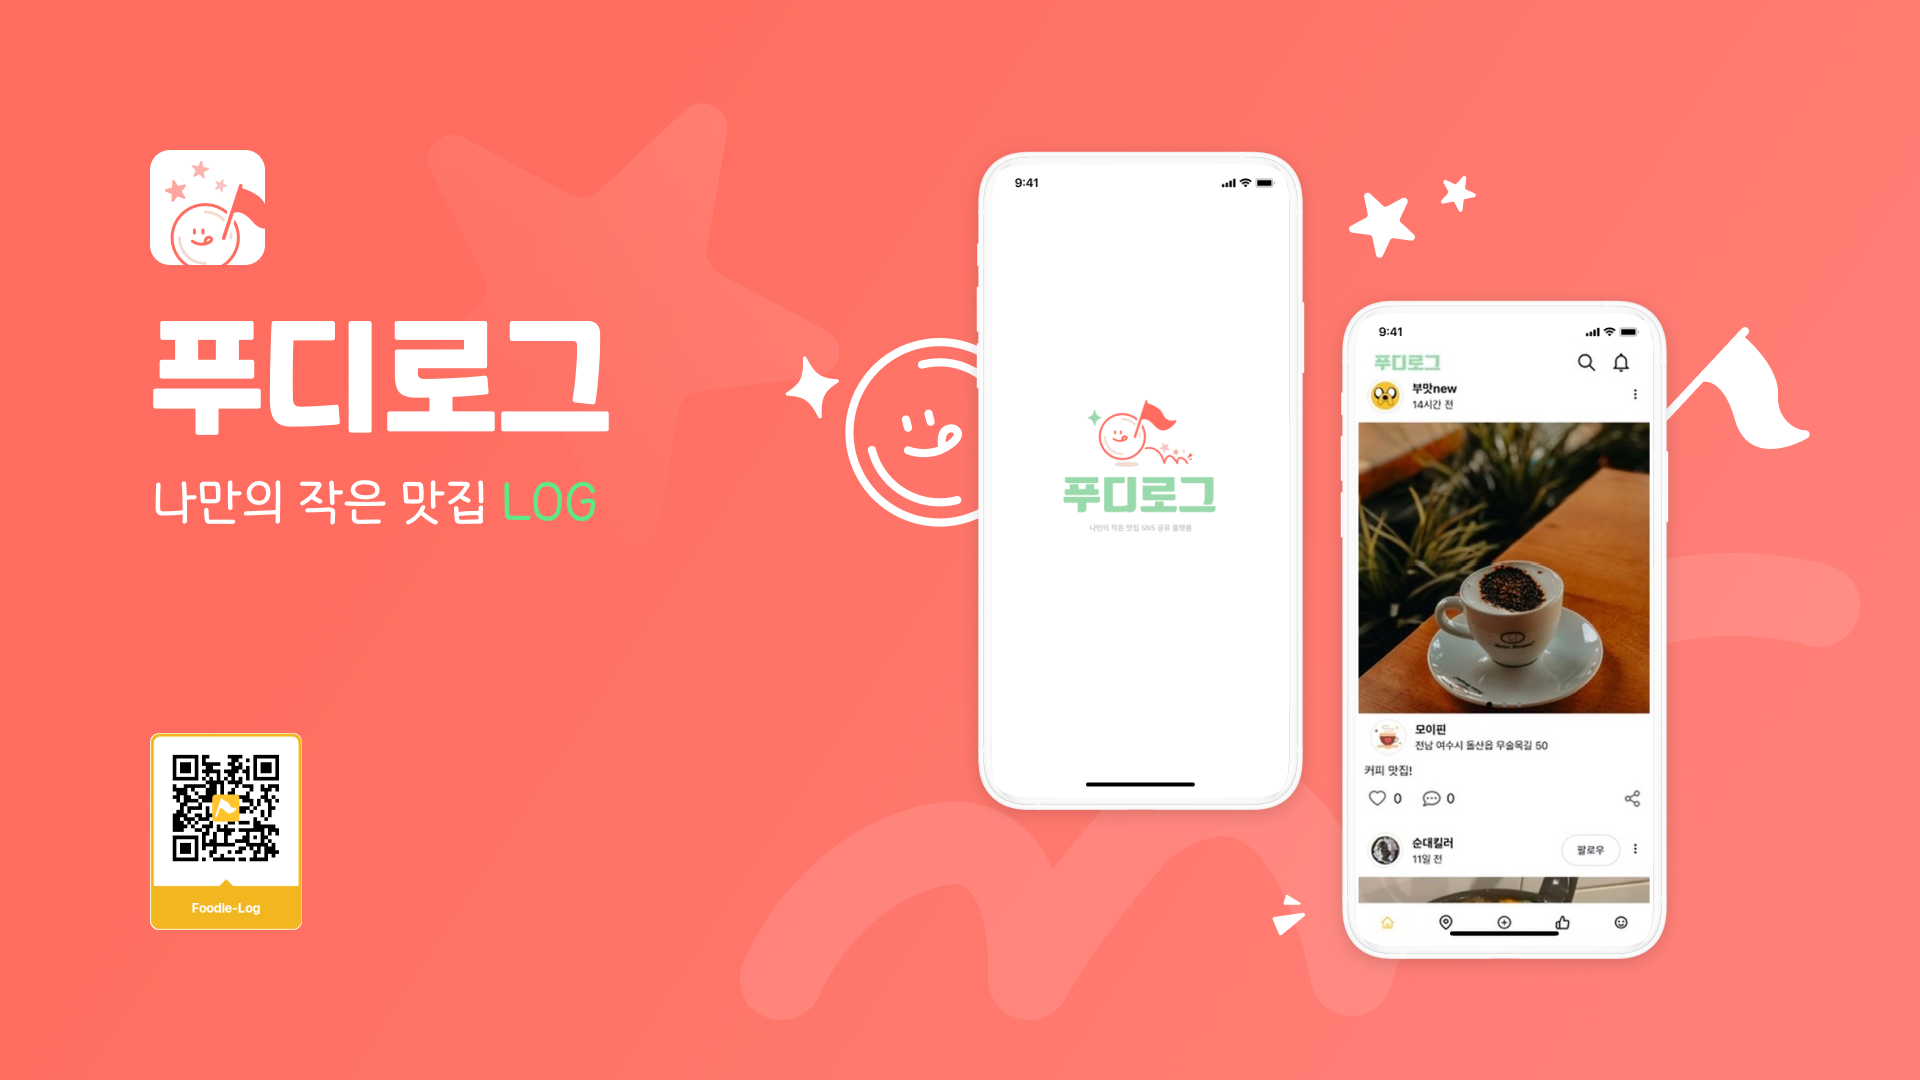 푸디로그
나만의 작은 맛집 LOG
Foodie-Log
9:41
푸디로그
나만의 작은 맛집 SNS 공유 플랫폼
9:41
푸디로그
부맛new
14시간 전
모이핀
전남 여수시 돌산읍 무술목길 50
커피 맛집!
0
0
순대킬러
11일 전
팔로우